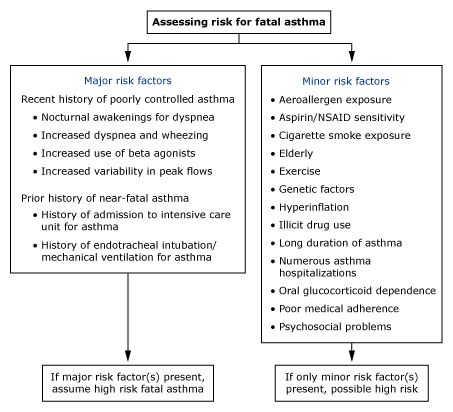 Assessing risk for fatal asthma
Major risk factors
Recent history of poorly controlled asthma
• Nocturnal awakenings for dyspnea
• Increased dyspnea and wheezing
• Increased use of beta agonists
• Increased variability in peak flows
Prior history of near-fatal asthma
• History of admission to intensive care
unit for asthma
• History of endotracheal intubation/
mechanical ventilation for asthma
If major risk factor(s) present,
assume high risk fatal asthma
Minor risk factors
• Aeroallergen exposure
• Aspirin/NSAID sensitivity
• Cigarette smoke exposure
• Elderly
• Exercise
• Genetic factors
• Hyperinflation
• Illicit drug use
• Long duration of asthma
• Numerous asthma
hospitalizations
• Oral glucocorticoid dependence
• Poor medical adherence
• Psychosocial problems
If only minor risk factor(s)
present, possible high risk